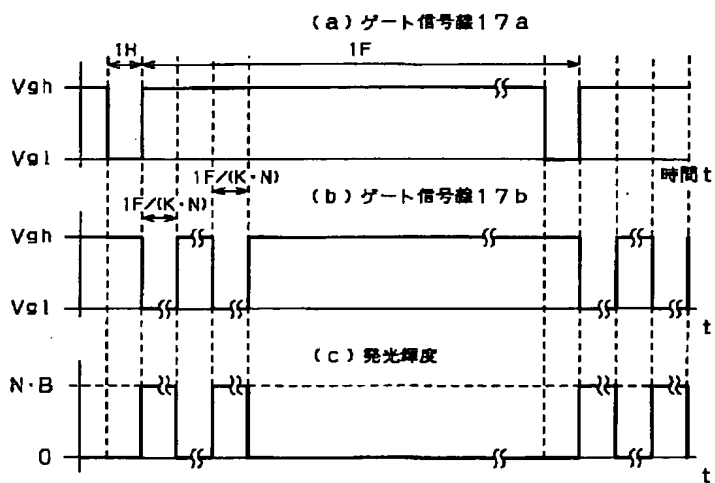 (a)ゲート信号線17a
1H
1F
Vgh
Vgl
時間t
1F/(K·N)
1F/(K·N)
(b)ゲート信号線17b
Vgh
Vgl
t
(c)発光輝度
N·B
0
t